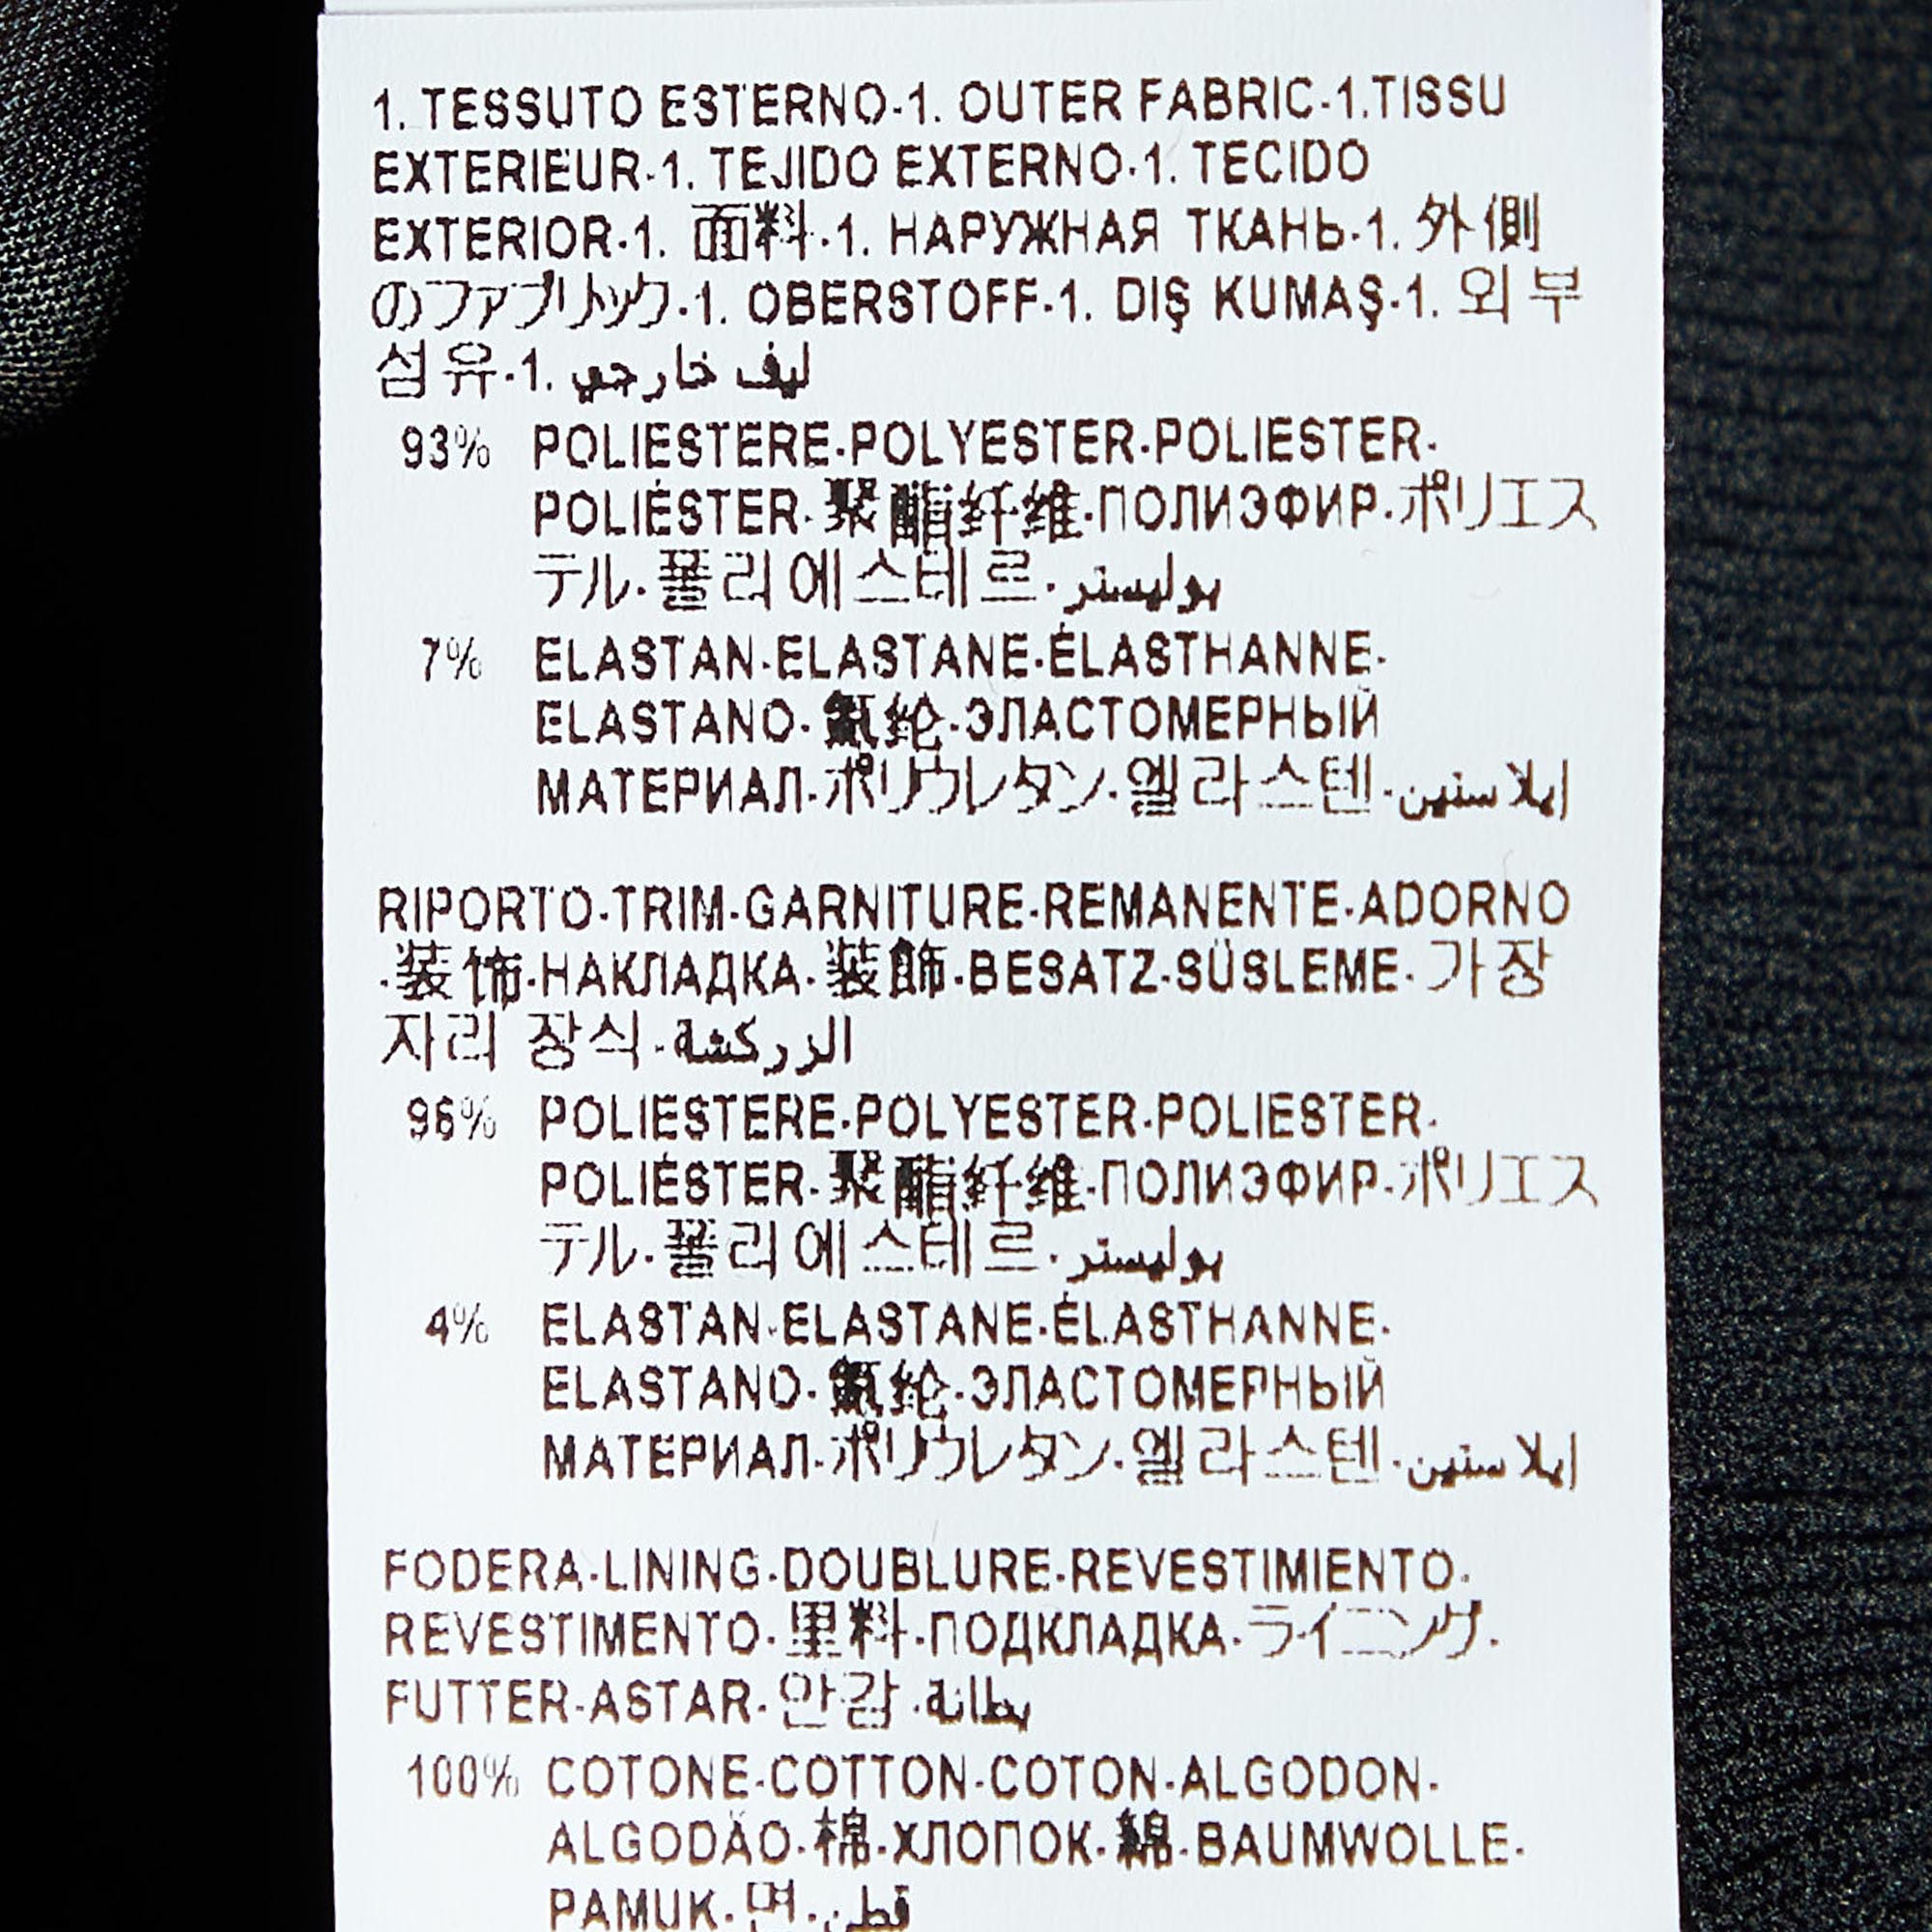 1. TESSUTO ESTERNO-1. OUTER FABRIC-1.TISSU
EXTERIEUR-1. TEJIDO EXTERNO-1. TECIDO
EXTERIOR-1. 面料-1. НАРУЖНАЯ ТКАНЬ-1. 外側
のファブリック-1. OBERSTOFF-1. DIŞ KUMAŞ-1. 외부
섬유-1. ليف خارجي
93% POLIESTERE-POLYESTER-POLIESTER-
POLIÉSTER-聚酯纤维-ПОЛИЭФИР-ポリエス
テル-폴리에스테르-بوليستر
7% ELASTAN-ELASTANE-ÉLASTHANNE-
ELASTANO-氨纶-ЭЛАСТОМЕРНЫЙ
МАТЕРИАЛ-ポリウレタン-엘라스텐-ايلاستين
RIPORTO-TRIM-GARNITURE-REMANENTE-ADORNO
-装饰-НАКЛАДКА-装飾-BESATZ-SÜSLEME-가장
자리 장식-الزركشة
96% POLIESTERE-POLYESTER-POLIESTER-
POLIÉSTER-聚酯纤维-ПОЛИЭФИР-ポリエス
テル-폴리에스테르-بوليستر
4% ELASTAN-ELASTANE-ÉLASTHANNE-
ELASTANO-氨纶-ЭЛАСТОМЕРНЫЙ
МАТЕРИАЛ-ポリウレタン-엘라스텐-ايلاستين
FODERA-LINING-DOUBLURE-REVESTIMIENTO-
REVESTIMENTO-里料-ПОДКЛАДКА-ライニング-
FUTTER-ASTAR-안감-بطانة
100% COTONE-COTTON-COTON-ALGODON-
ALGODÃO-棉-ХЛОПОК-綿-BAUMWOLLE-
PAMUK-면-قطن